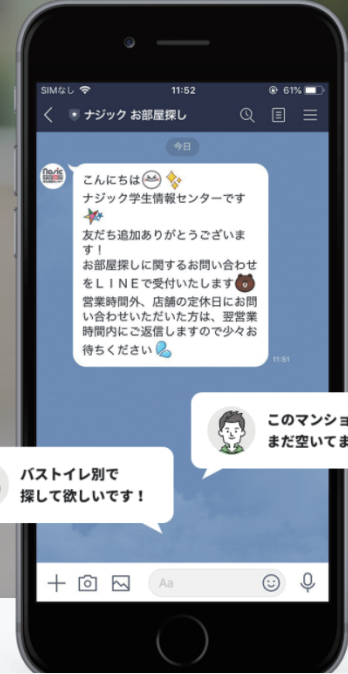 SIMなし
11:52
61%
ナジック お部屋探し
今日
Nasic
こんにちは
ナジック学生情報センターです
友だち追加ありがとうございま
す！
お部屋探しに関するお問い合わせ
をＬＩＮＥで受付いたします
営業時間外、店舗の定休日にお問
い合わせいただいた方は、翌営業
時間内にご返信しますので少々お
待ちください
11:51
このマンショ
まだ空いてま
バストイレ別で
探して欲しいです！
Aa